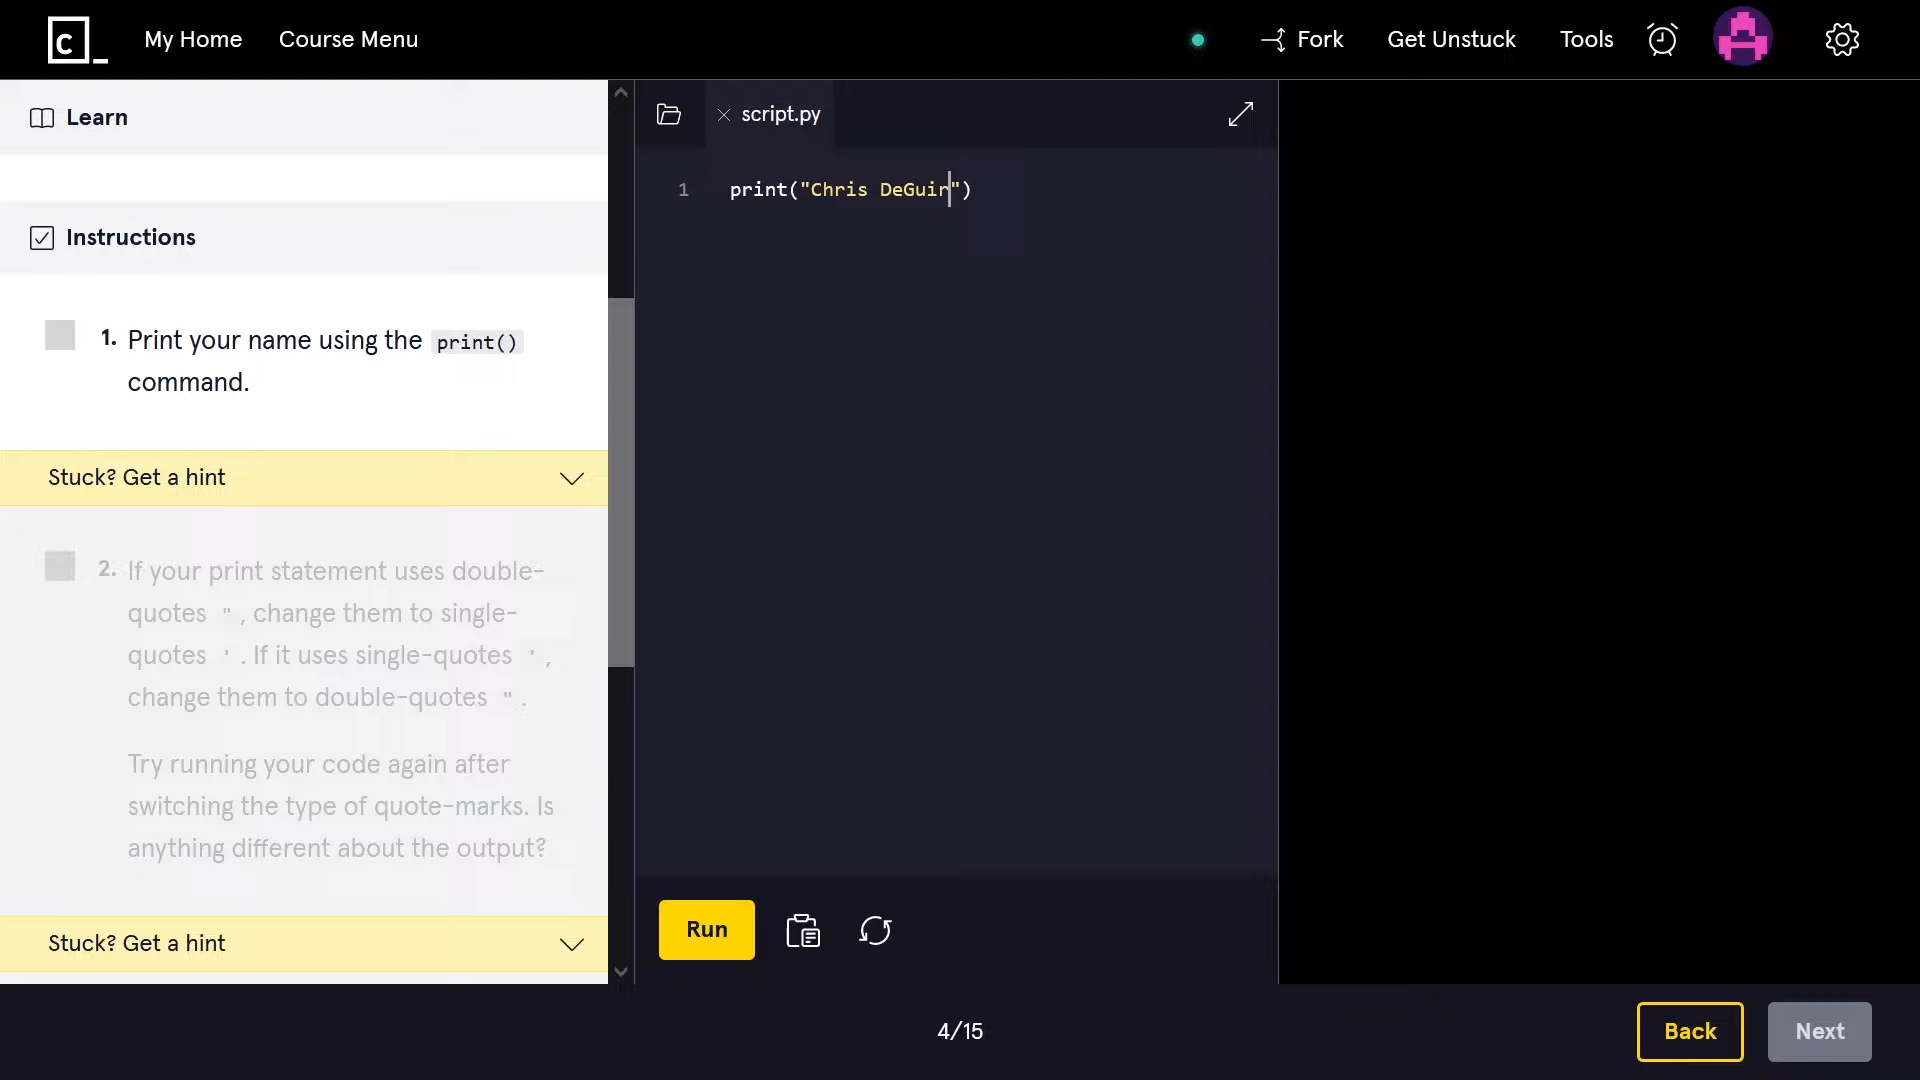 c_ My Home Course Menu Fork Get Unstuck Tools
Learn
script.py
1 print("Chris DeGuir")
Instructions
1. Print your name using the print()
command.
Stuck? Get a hint
2. If your print statement uses double-
quotes ", change them to single-
quotes '. If it uses single-quotes ',
change them to double-quotes ".
Try running your code again after
switching the type of quote-marks. Is
anything different about the output?
Stuck? Get a hint
Run
4/15
Back Next